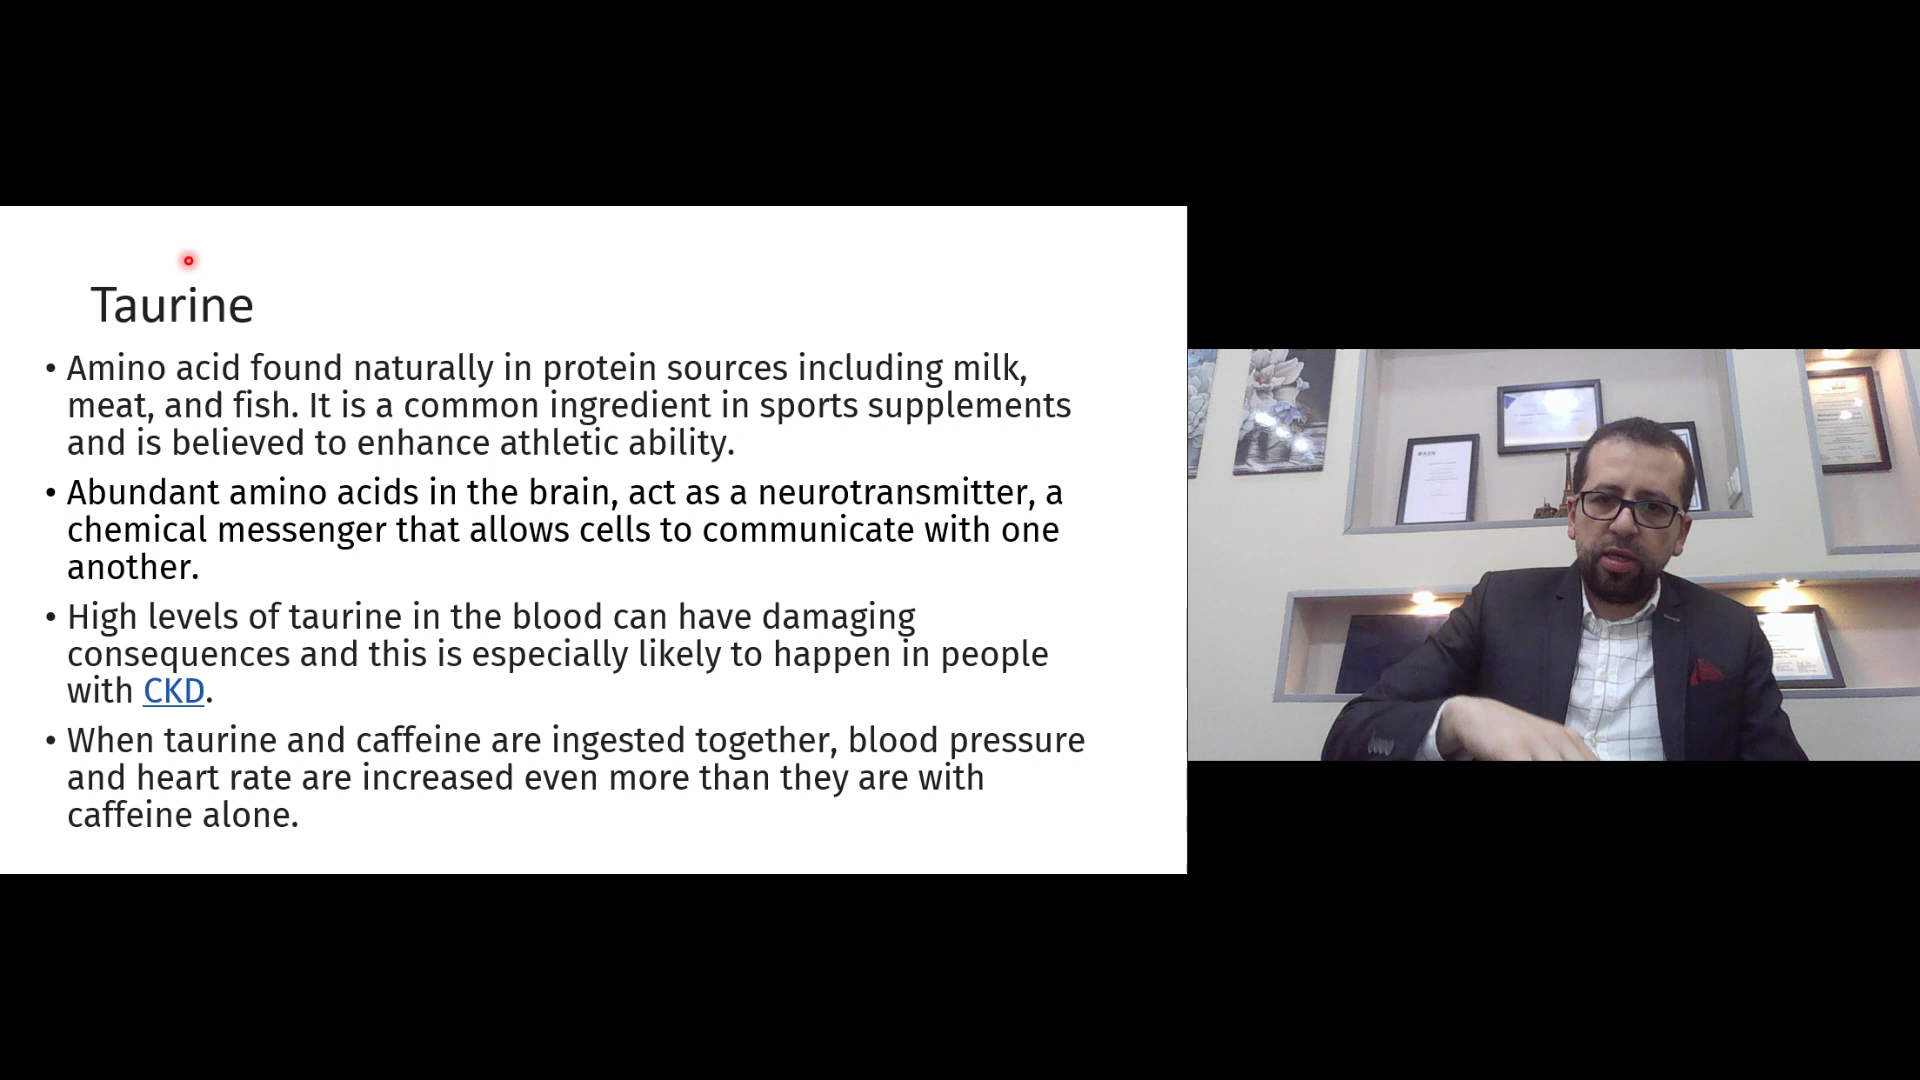 Taurine
• Amino acid found naturally in protein sources including milk,
meat, and fish. It is a common ingredient in sports supplements
and is believed to enhance athletic ability.
• Abundant amino acids in the brain, act as a neurotransmitter, a
chemical messenger that allows cells to communicate with one
another.
• High levels of taurine in the blood can have damaging
consequences and this is especially likely to happen in people
with CKD.
• When taurine and caffeine are ingested together, blood pressure
and heart rate are increased even more than they are with
caffeine alone.